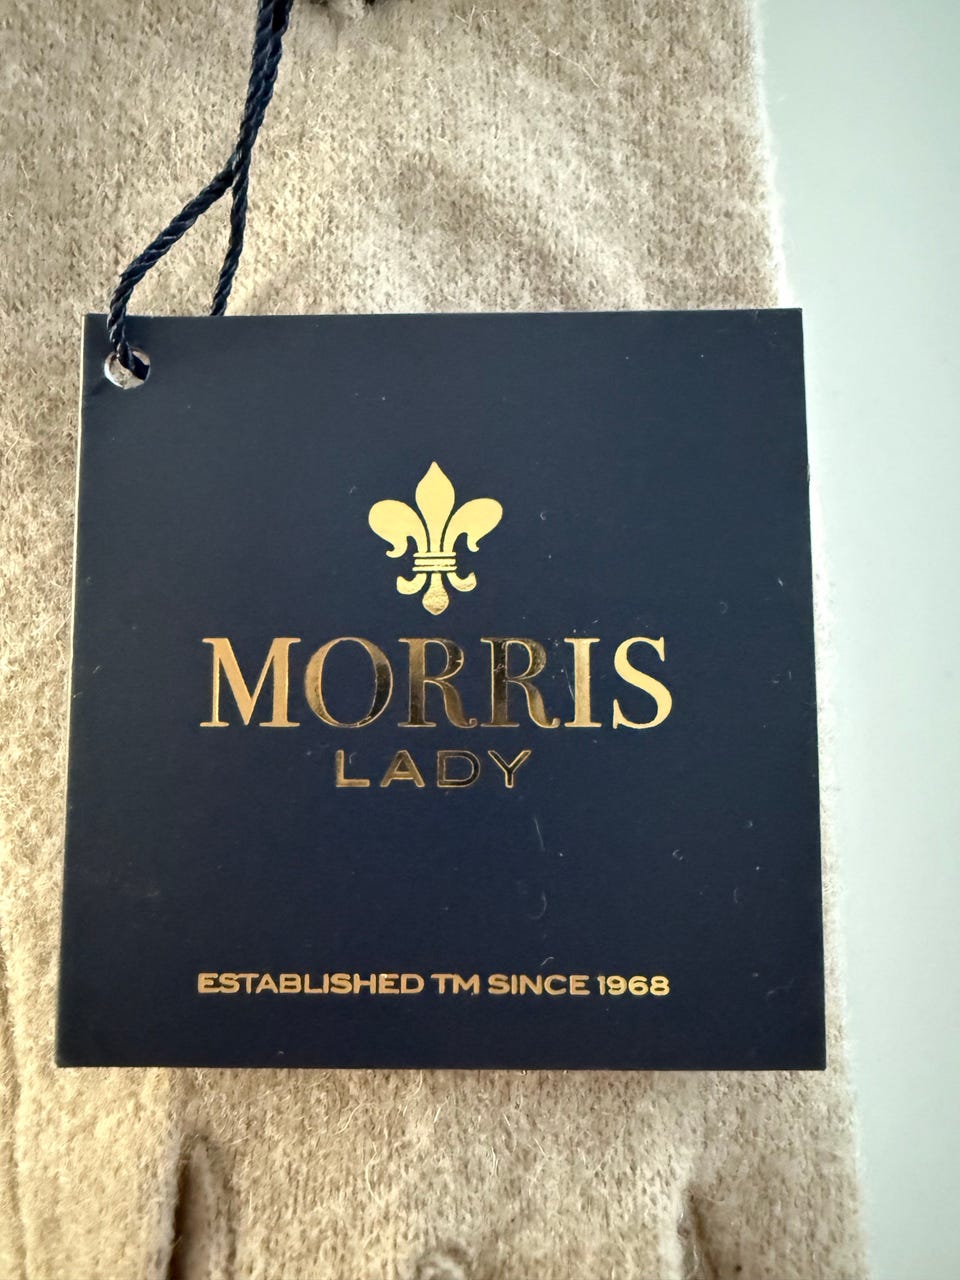 MORRIS
LADY
ESTABLISHED TM SINCE 1968